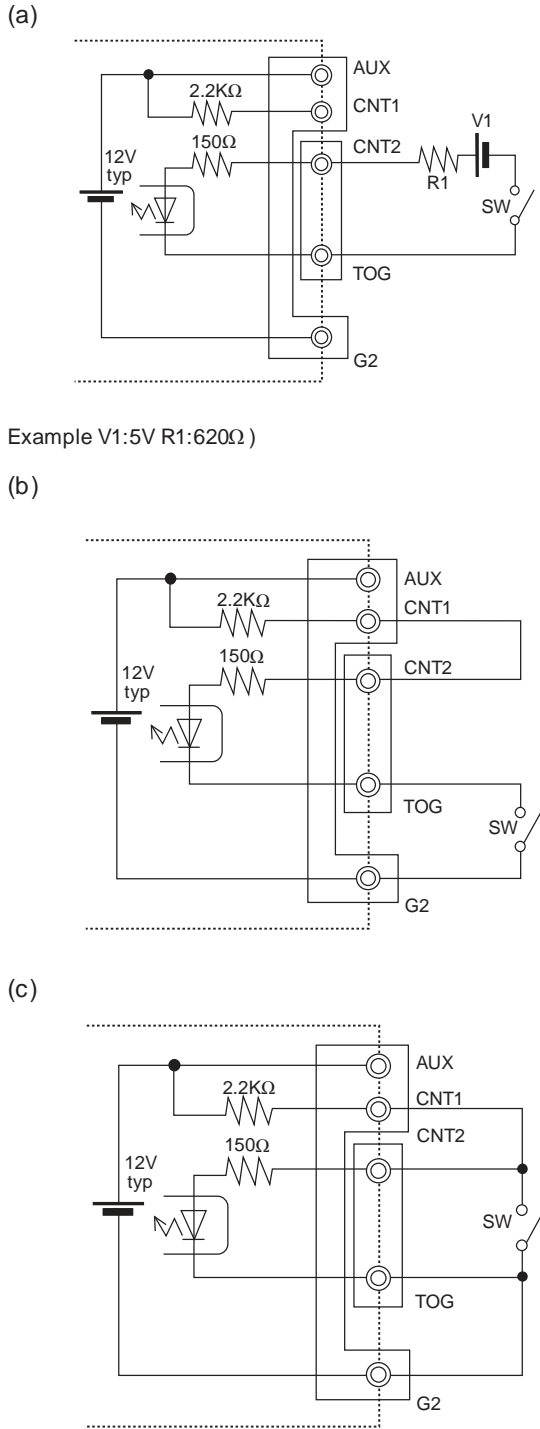 (a)
AUX
2.2KΩ
CNT1
V1
150Ω
CNT2
12V
typ
R1
SW
TOG
G2
Example V1:5V R1:620Ω )
(b)
AUX
2.2KΩ
CNT1
150Ω
CNT2
12V
typ
TOG
SW
G2
(c)
AUX
2.2KΩ
CNT1
CNT2
150Ω
12V
typ
SW
TOG
G2